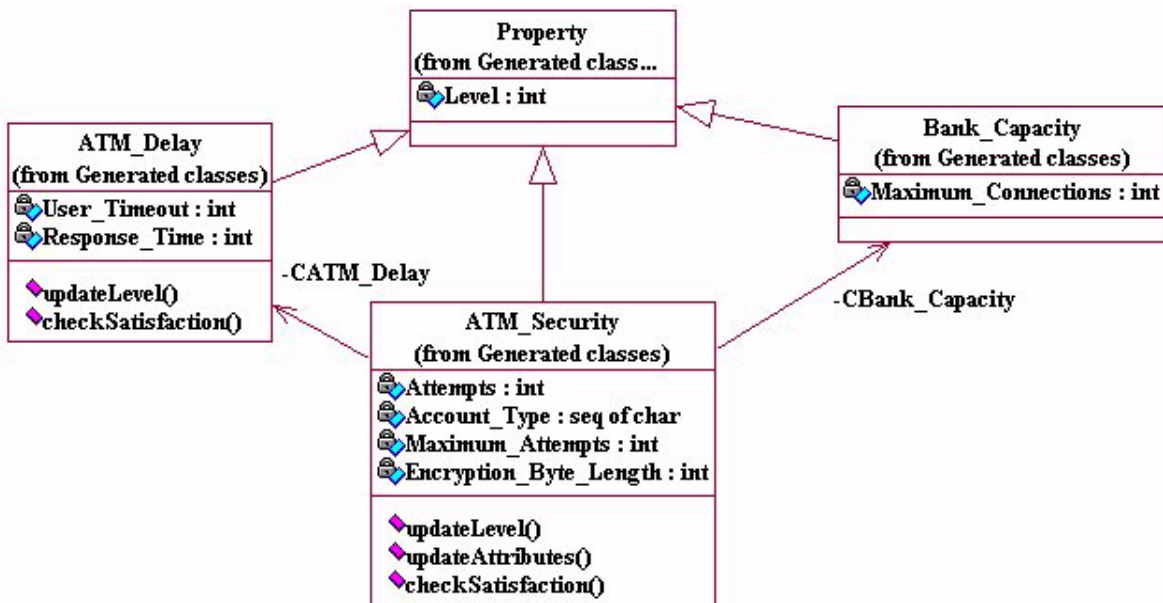 Property
(from Generated class...
Level : int
ATM_Delay
(from Generated classes)
User_Timeout : int
Response_Time : int
updateLevel()
checkSatisfaction()
Bank_Capacity
(from Generated classes)
Maximum_Connections : int
-CATM_Delay
-CBank_Capacity
ATM_Security
(from Generated classes)
Attempts : int
Account_Type : seq of char
Maximum_Attempts : int
Encryption_Byte_Length : int
updateLevel()
updateAttributes()
checkSatisfaction()